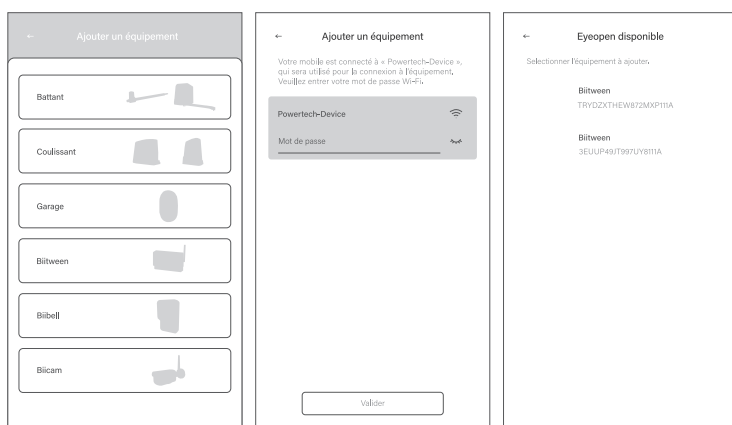 ← Ajouter un équipement
Battant
Coulissant
Garage
Biitween
Biibell
Biicam
← Ajouter un équipement
Votre mobile est connecté à « Powertech-Device »,
qui sera utilisé pour la connexion à l'équipement.
Veuillez entrer votre mot de passe Wi-Fi.
Powertech-Device
Mot de passe
Valider
← Eyeopen disponible
Selectionner l'équipement à ajouter.
Biitween
TRYDZXTHEW872MXP111A
Biitween
3EUUP49JT997UY8111A